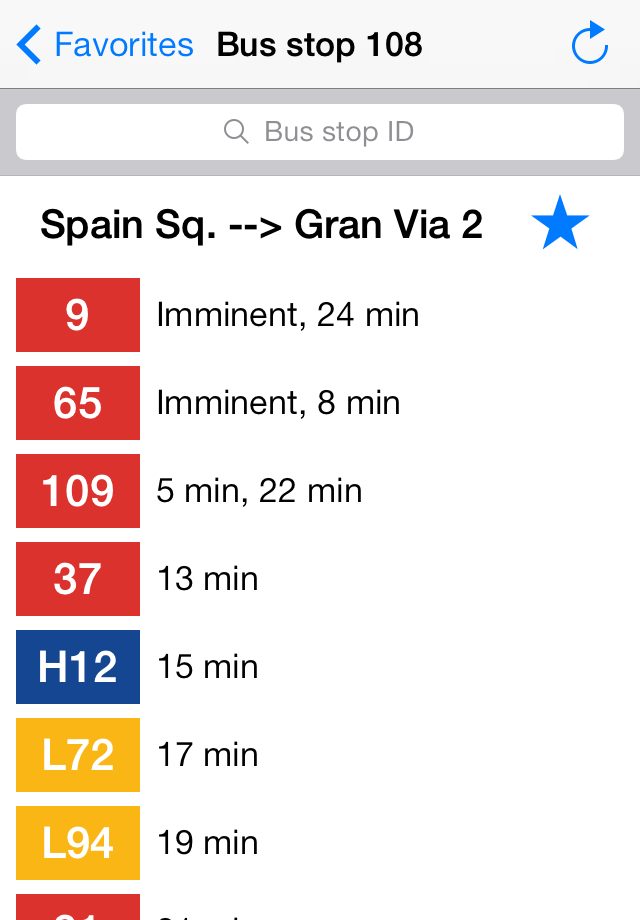 Favorites Bus stop 108
Bus stop ID
Spain Sq. --> Gran Via 2
9 Imminent, 24 min
65 Imminent, 8 min
109 5 min, 22 min
37 13 min
H12 15 min
L72 17 min
L94 19 min